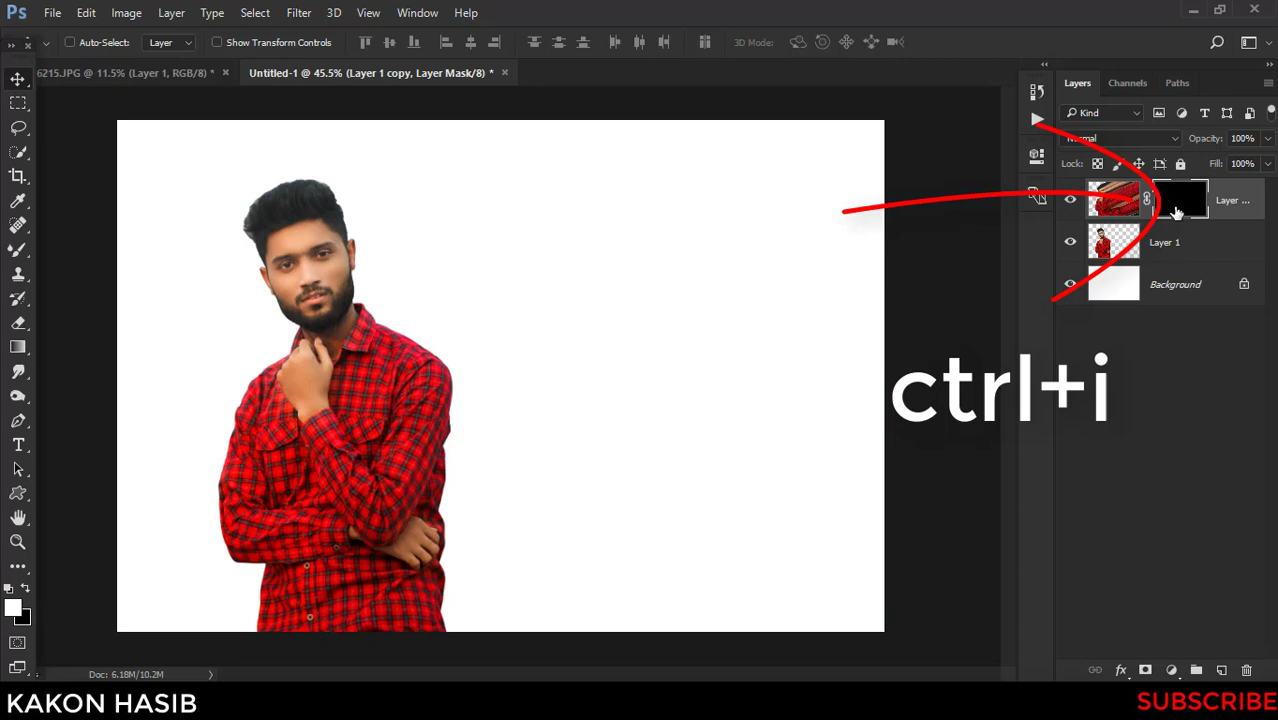 Ps File Edit Image Layer Type Select Filter 3D View Window Help
Auto-Select: Layer Show Transform Controls 3D Mode:
6215.JPG @ 11.5% (Layer 1, RGB/8) * × Untitled-1 @ 45.5% (Layer 1 copy, Layer Mask/8) * ×
Layers Channels Paths
Kind
Normal Opacity: 100%
Lock: Fill: 100%
Layer ...
Layer 1
Background
ctrl+i
Doc: 6.18M/10.2M
KAKON HASIB SUBSCRIBE